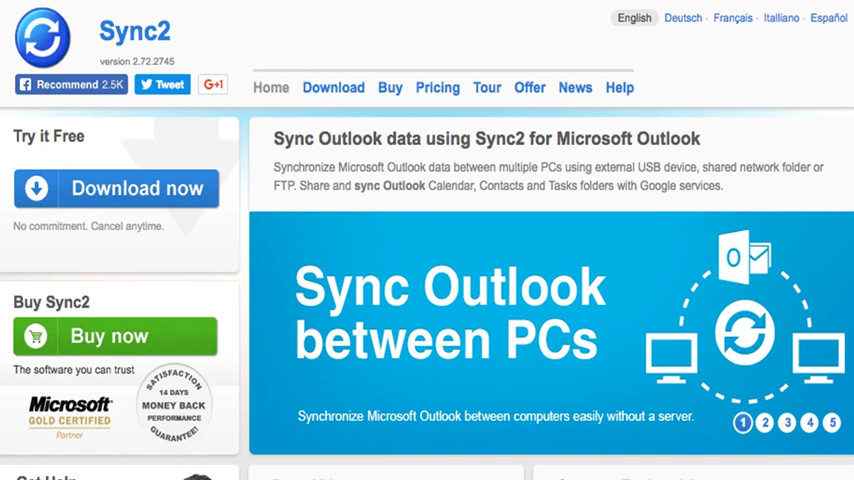 Sync2
version 2.72.2745
Recommend 2.5K
Tweet
G+1
English Deutsch · Français · Italliano · Español
Home Download Buy Pricing Tour Offer News Help
Try it Free
Download now
No commitment. Cancel anytime.
Buy Sync2
Buy now
The software you can trust
Microsoft
GOLD CERTIFIED
Partner
SATISFACTION
14 DAYS
MONEY BACK
PERFORMANCE
GUARANTEE!
Sync Outlook data using Sync2 for Microsoft Outlook
Synchronize Microsoft Outlook data between multiple PCs using external USB device, shared network folder or
FTP. Share and sync Outlook Calendar, Contacts and Tasks folders with Google services.
Sync Outlook
between PCs
O
Synchronize Microsoft Outlook between computers easily without a server.
1 2 3 4 5
Get Help